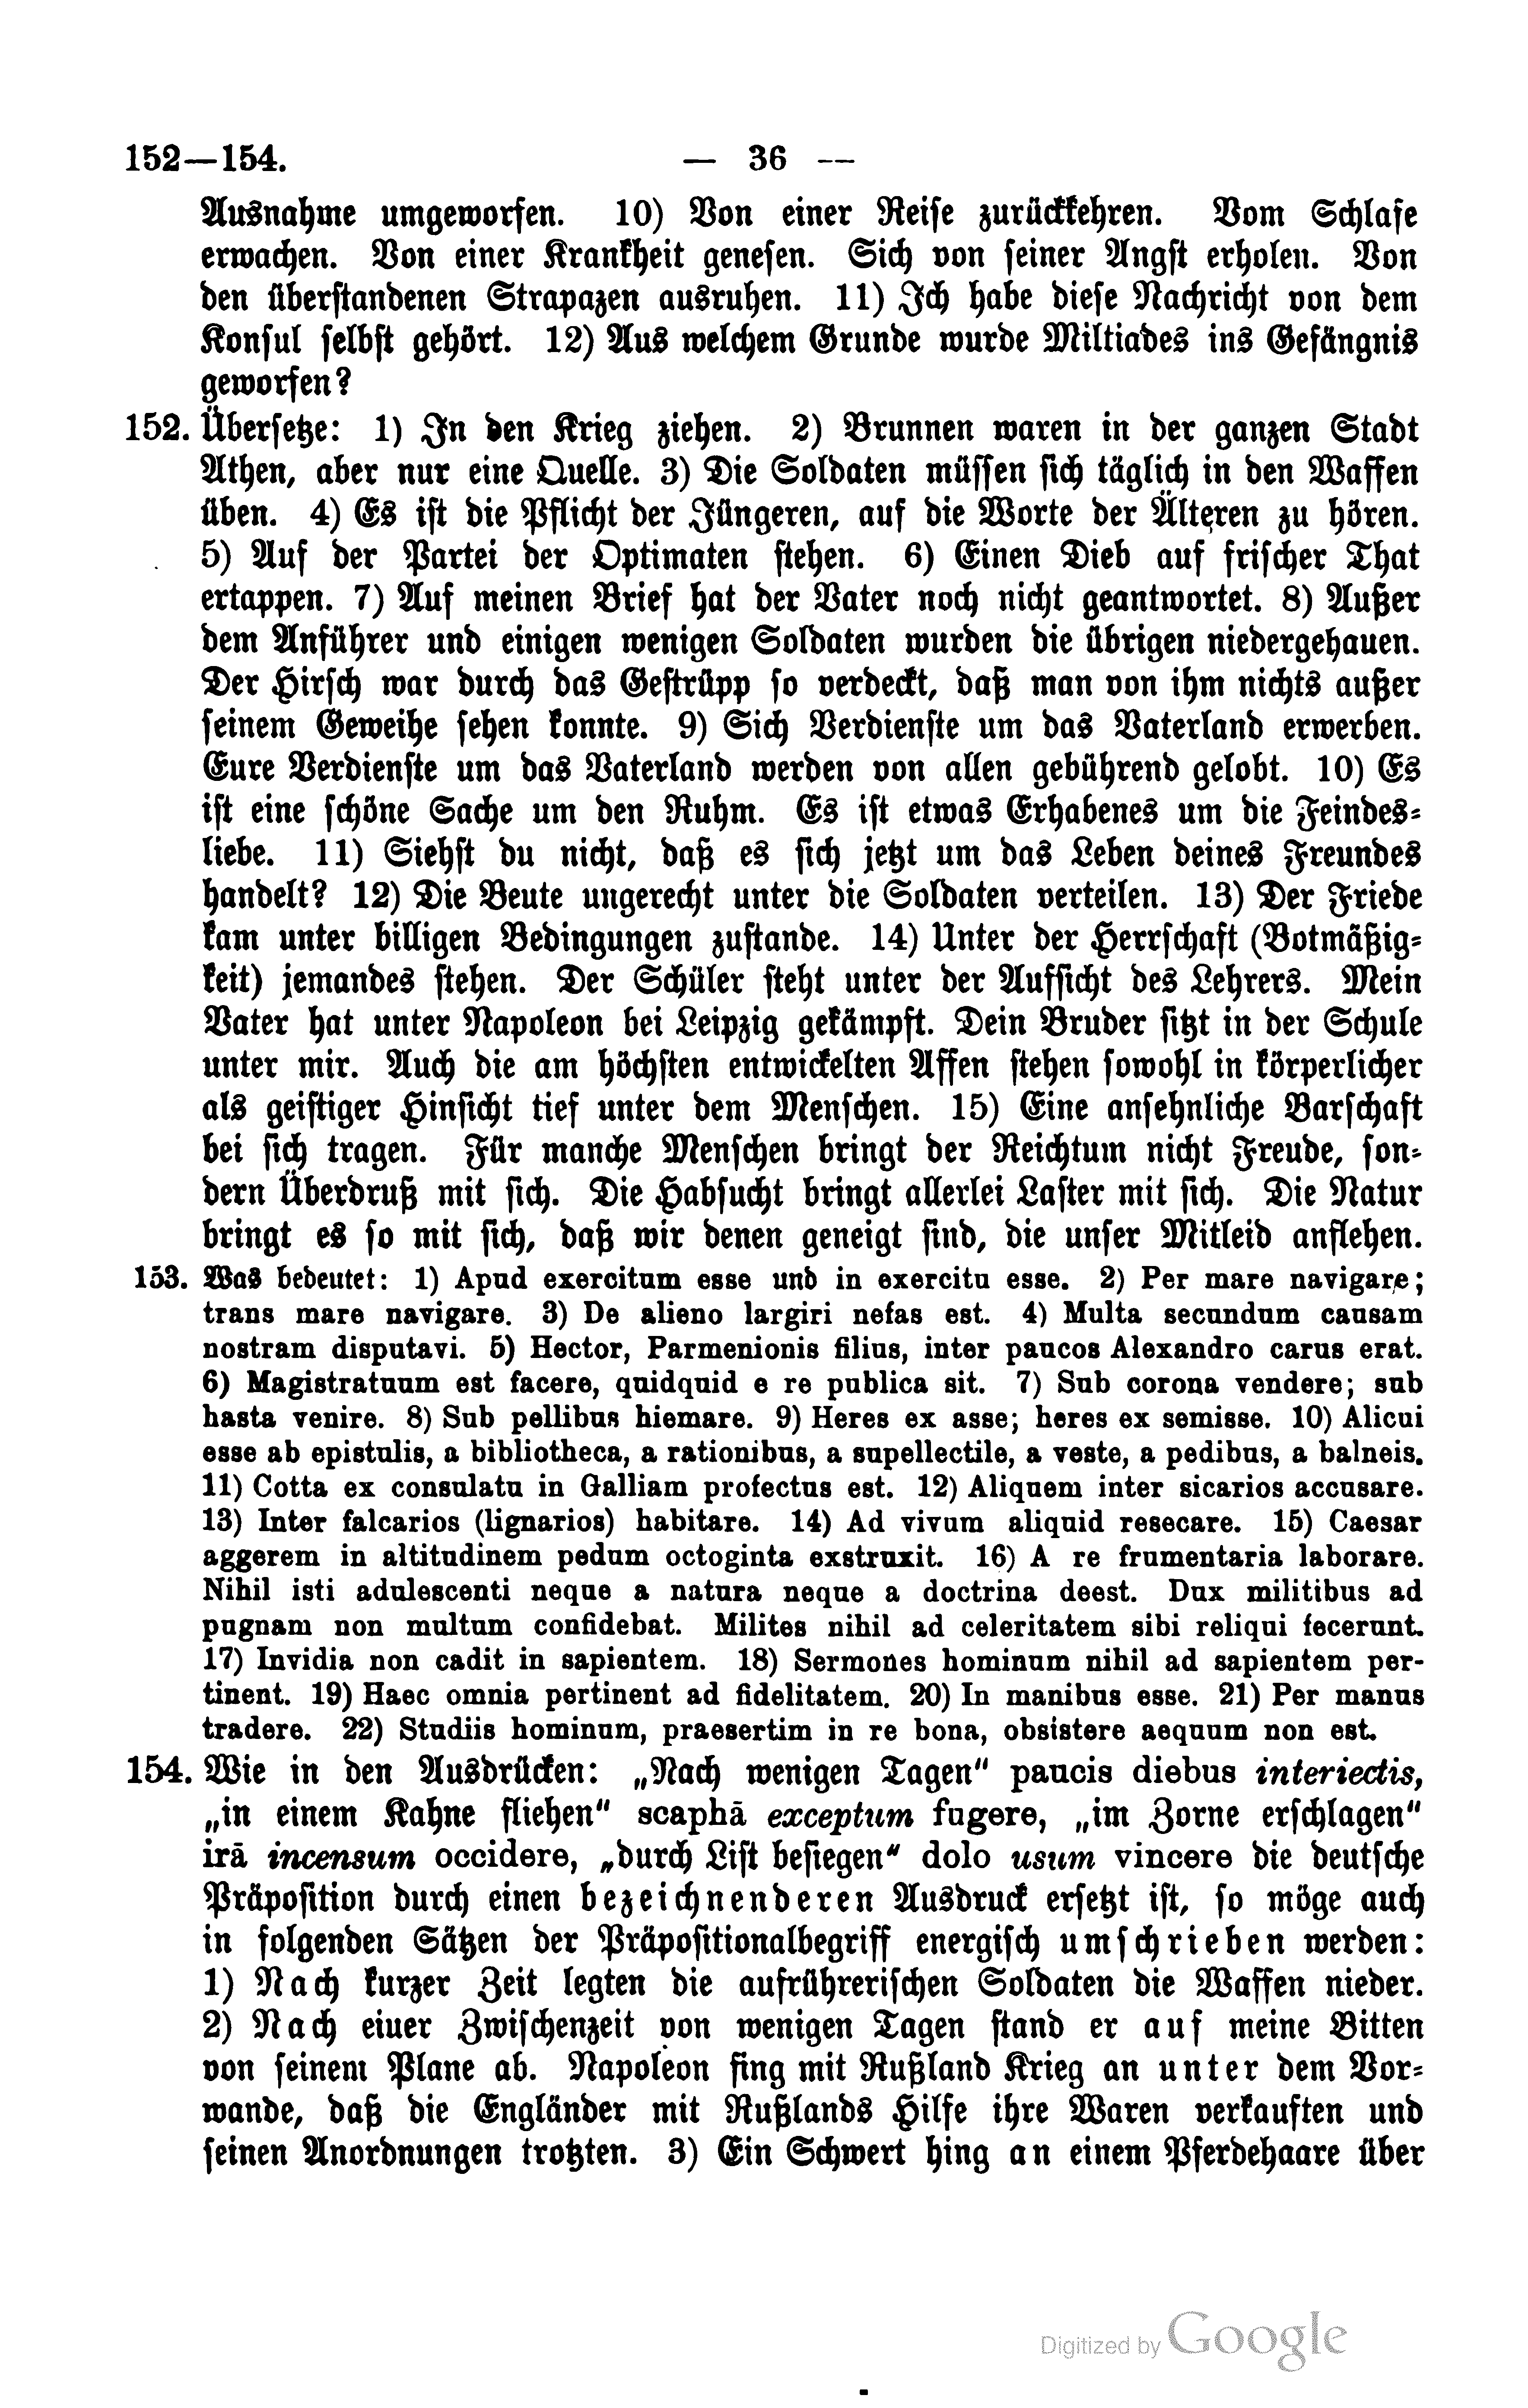 152—154. — 36 —
Ausnahme umgeworfen. 10) Von einer Reise zurückkehren. Vom Schlafe
erwachen. Von einer Krankheit genesen. Sich von seiner Angst erholen. Von
den überstandenen Strapazen ausruhen. 11) Ich habe diese Nachricht von dem
Konsul selbst gehört. 12) Aus welchem Grunde wurde Miltiades ins Gefängnis
geworfen?
152. Übersetze: 1) In den Krieg ziehen. 2) Brunnen waren in der ganzen Stadt
Athen, aber nur eine Quelle. 3) Die Soldaten müssen sich täglich in den Waffen
üben. 4) Es ist die Pflicht der Jüngeren, auf die Worte der Älteren zu hören.
5) Auf der Partei der Optimaten stehen. 6) Einen Dieb auf frischer That
ertappen. 7) Auf meinen Brief hat der Vater noch nicht geantwortet. 8) Außer
dem Anführer und einigen wenigen Soldaten wurden die übrigen niedergehauen.
Der Hirsch war durch das Gestrüpp so verdeckt, daß man von ihm nichts außer
seinem Geweihe sehen konnte. 9) Sich Verdienste um das Vaterland erwerben.
Eure Verdienste um das Vaterland werden von allen gebührend gelobt. 10) Es
ist eine schöne Sache um den Ruhm. Es ist etwas Erhabenes um die Feindes-
liebe. 11) Siehst du nicht, daß es sich jetzt um das Leben deines Freundes
handelt? 12) Die Beute ungerecht unter die Soldaten verteilen. 13) Der Friede
kam unter billigen Bedingungen zustande. 14) Unter der Herrschaft (Botmäßig-
keit) jemandes stehen. Der Schüler steht unter der Aufsicht des Lehrers. Mein
Vater hat unter Napoleon bei Leipzig gekämpft. Dein Bruder sitzt in der Schule
unter mir. Auch die am höchsten entwickelten Affen stehen sowohl in körperlicher
als geistiger Hinsicht tief unter dem Menschen. 15) Eine ansehnliche Barschaft
bei sich tragen. Für manche Menschen bringt der Reichtum nicht Freude, son-
dern Überdruß mit sich. Die Habsucht bringt allerlei Laster mit sich. Die Natur
bringt es so mit sich, daß wir denen geneigt sind, die unser Mitleid anflehen.
153. Was bedeutet: 1) Apud exercitum esse und in exercitu esse. 2) Per mare navigare;
trans mare navigare. 3) De alieno largiri nefas est. 4) Multa secundum causam
nostram disputavi. 5) Hector, Parmenionis filius, inter paucos Alexandro carus erat.
6) Magistratuum est facere, quidquid e re publica sit. 7) Sub corona vendere; sub
hasta venire. 8) Sub pellibus hiemare. 9) Heres ex asse; heres ex semisse. 10) Alicui
esse ab epistulis, a bibliotheca, a rationibus, a supellectile, a veste, a pedibus, a balneis.
11) Cotta ex consulatu in Galliam profectus est. 12) Aliquem inter sicarios accusare.
13) Inter falcarios (lignarios) habitare. 14) Ad vivum aliquid resecare. 15) Caesar
aggerem in altitudinem pedum octoginta exstruxit. 16) A re frumentaria laborare.
Nihil isti adulescenti neque a natura neque a doctrina deest. Dux militibus ad
pugnam non multum confidebat. Milites nihil ad celeritatem sibi reliqui fecerunt.
17) Invidia non cadit in sapientem. 18) Sermones hominum nihil ad sapientem per-
tinent. 19) Haec omnia pertinent ad fidelitatem. 20) In manibus esse. 21) Per manus
tradere. 22) Studiis hominum, praesertim in re bona, obsistere aequum non est.
154. Wie in den Ausdrücken: „Nach wenigen Tagen" paucis diebus interiectis,
„in einem Kahne fliehen" scaphā exceptum fugere, „im Zorne erschlagen"
irā incensum occidere, „durch List besiegen" dolo usum vincere die deutsche
Präposition durch einen bezeichnenderen Ausdruck ersetzt ist, so möge auch
in folgenden Sätzen der Präpositionalbegriff energisch umschrieben werden:
1) Nach kurzer Zeit legten die aufrührerischen Soldaten die Waffen nieder.
2) Nach einer Zwischenzeit von wenigen Tagen stand er auf meine Bitten
von seinem Plane ab. Napoleon fing mit Rußland Krieg an unter dem Vor-
wande, daß die Engländer mit Rußlands Hilfe ihre Waren verkauften und
seinen Anordnungen trotzten. 3) Ein Schwert hing an einem Pferdehaare über
Digitized by Google